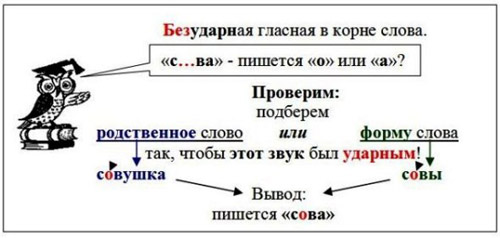 Безударная гласная в корне слова.
«с…ва» - пишется «о» или «а»?
Проверим:
подберем
родственное слово или форму слова
так, чтобы этот звук был ударным!
совушка совы
Вывод:
пишется «сова»